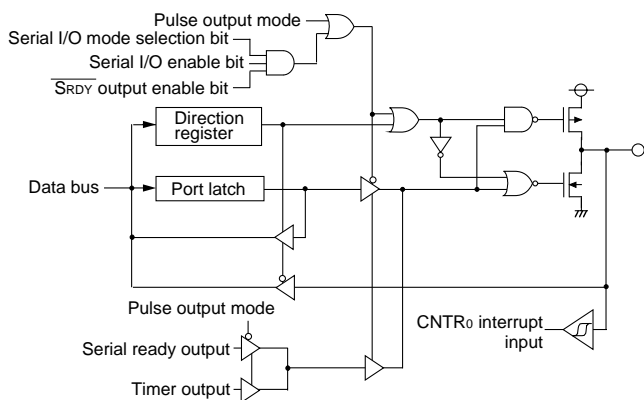 Pulse output mode
Serial I/O mode selection bit
Serial I/O enable bit
SRDY output enable bit
Direction
register
Data bus
Port latch
Pulse output mode
CNTR0 interrupt
input
Serial ready output
Timer output